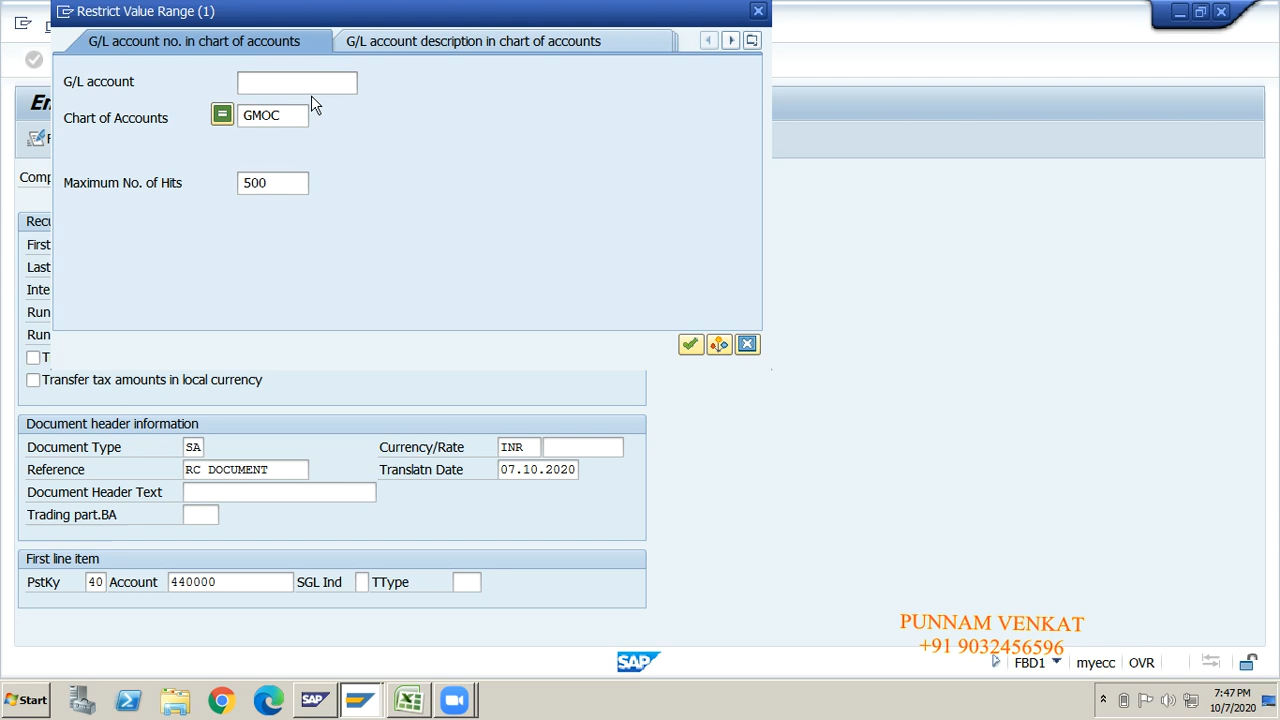 Restrict Value Range (1)
G/L account no. in chart of accounts
G/L account description in chart of accounts
G/L account
Chart of Accounts GMOC
Maximum No. of Hits 500
Comp
First
Last
Inte
Run
Run
T
Transfer tax amounts in local currency
Document header information
Document Type SA Currency/Rate INR
Reference RC DOCUMENT Translatn Date 07.10.2020
Document Header Text
Trading part.BA
First line item
PstKy 40 Account 440000 SGL Ind TType
PUNNAM VENKAT
+91 9032456596
SAP
FBD1 myecc OVR
Start
SAP
7:47 PM
10/7/2020